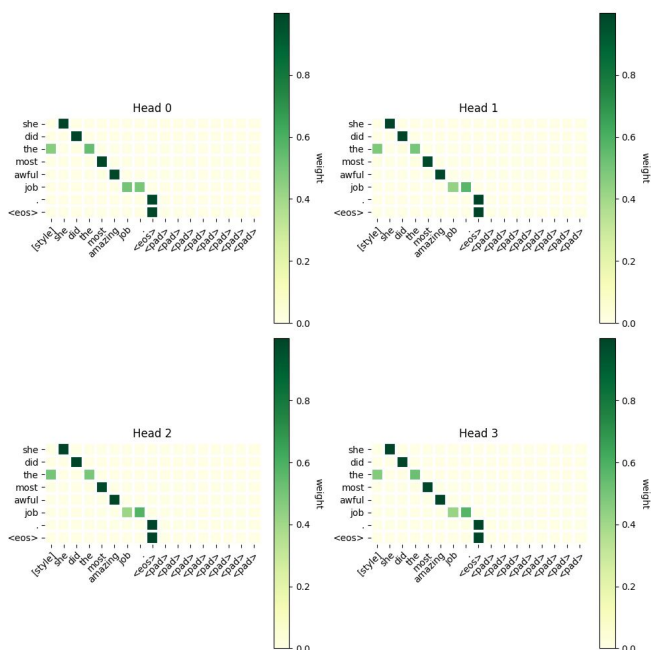 Head 0
she
did
the
most
awful
job
.
<eos>
[style] she did the most amazing job . <eos> <pad> <pad> <pad> <pad> <pad> <pad> <pad> <pad>
0.8
0.6
0.4
0.2
0.0
weight
Head 1
she
did
the
most
awful
job
.
<eos>
[style] she did the most amazing job . <eos> <pad> <pad> <pad> <pad> <pad> <pad> <pad> <pad>
0.8
0.6
0.4
0.2
0.0
weight
Head 2
she
did
the
most
awful
job
.
<eos>
[style] she did the most amazing job . <eos> <pad> <pad> <pad> <pad> <pad> <pad> <pad> <pad>
0.8
0.6
0.4
0.2
0.0
weight
Head 3
she
did
the
most
awful
job
.
<eos>
[style] she did the most amazing job . <eos> <pad> <pad> <pad> <pad> <pad> <pad> <pad> <pad>
0.8
0.6
0.4
0.2
0.0
weight